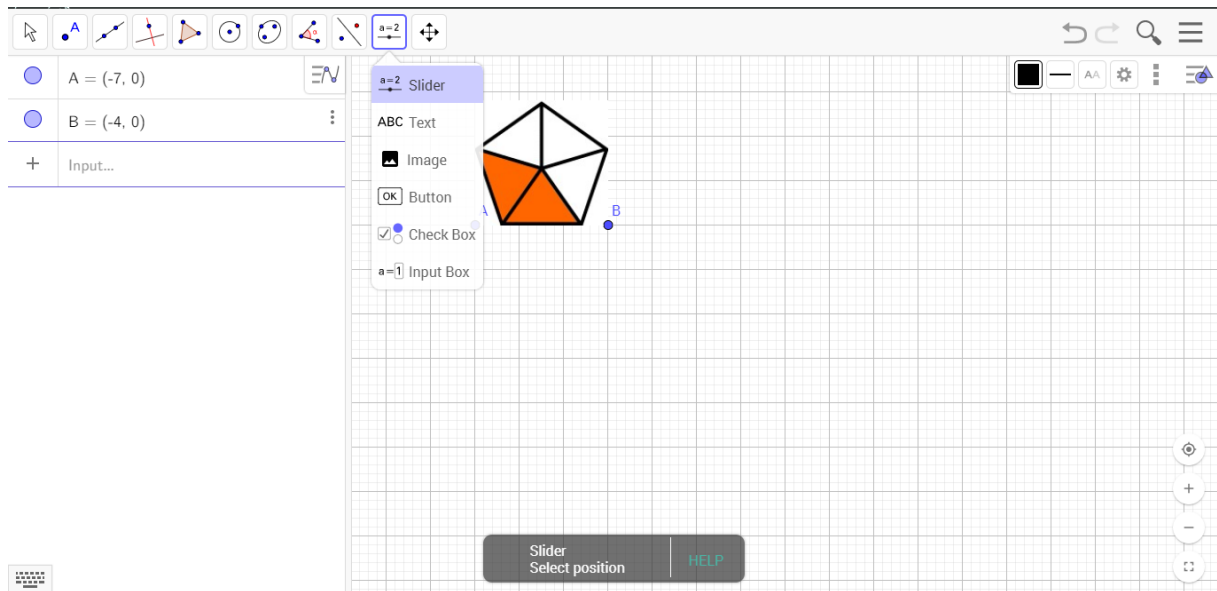 A
a=2
A = (-7, 0)
B = (-4, 0)
Input...
a=2 Slider
ABC Text
Image
OK Button
Check Box
a=1 Input Box
A
B
AA
Slider
Select position
HELP